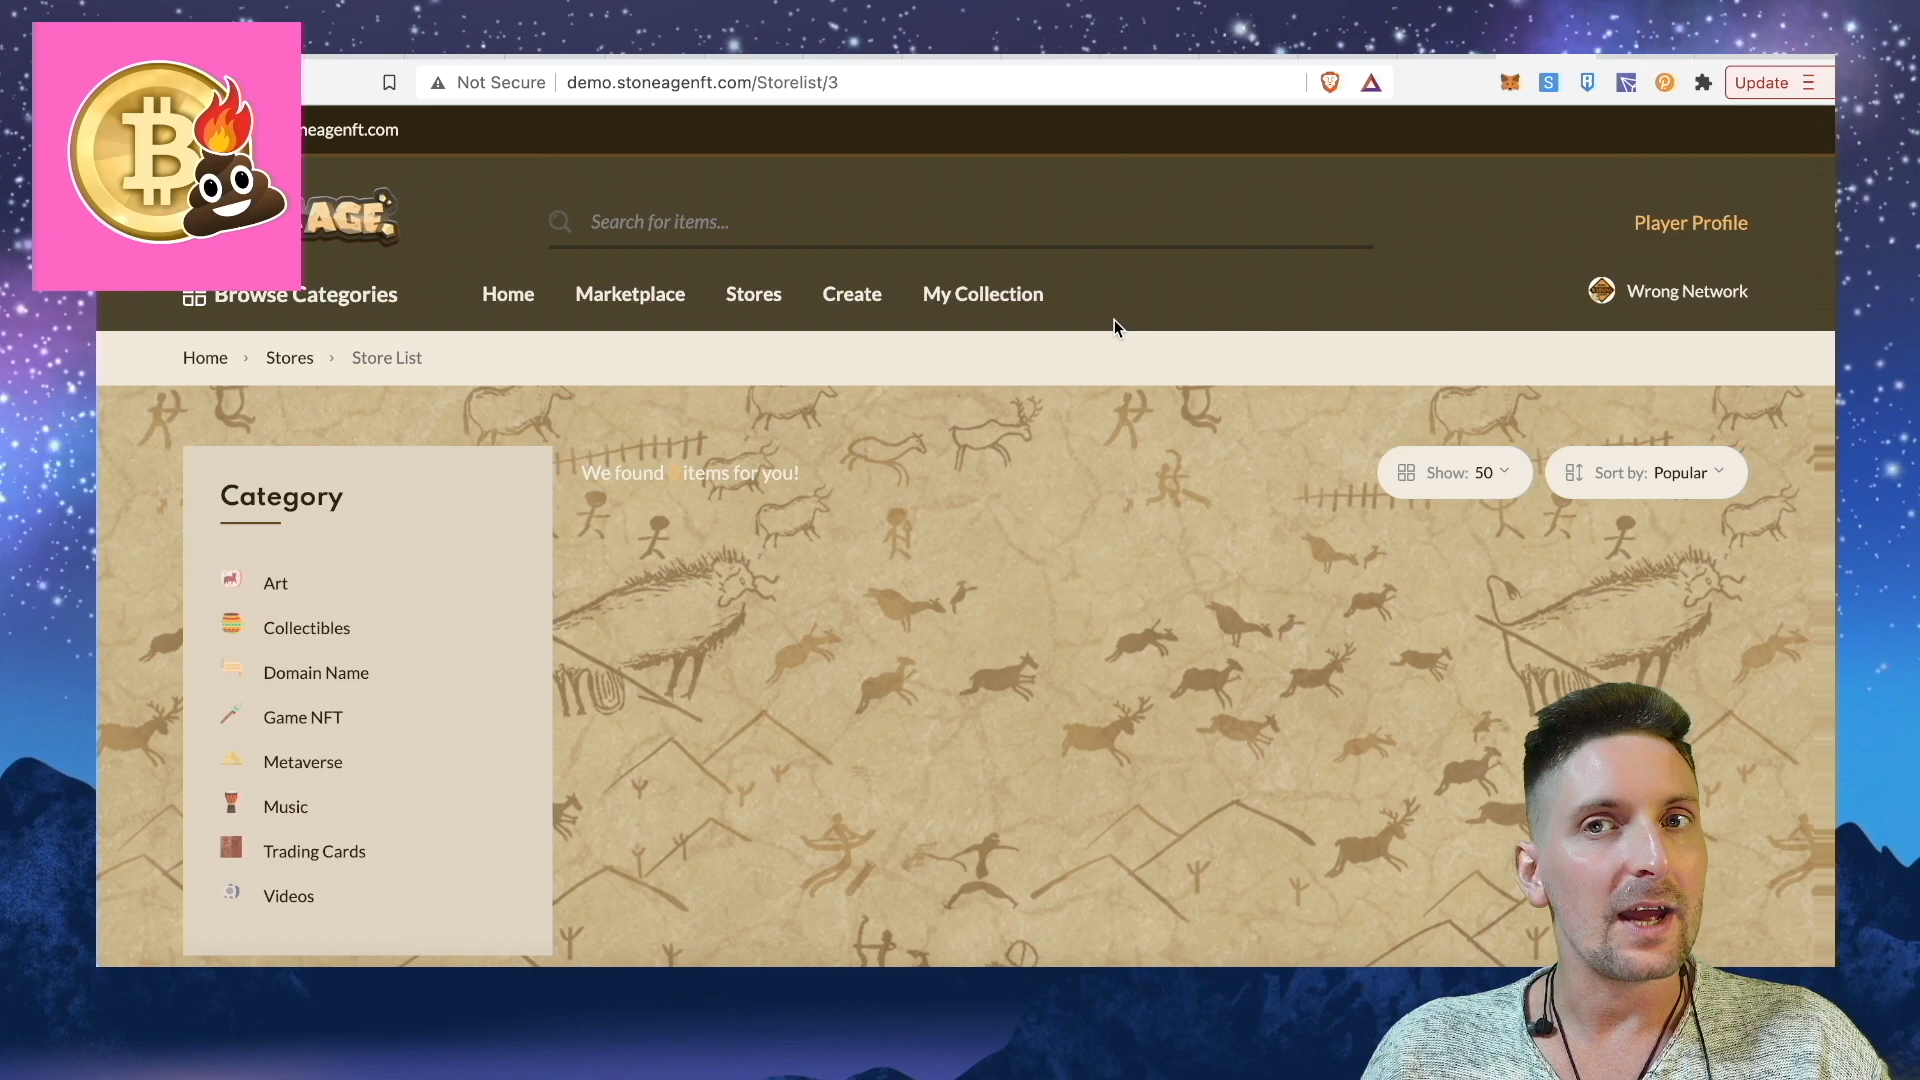 Not Secure
demo.stoneagenft.com/Storelist/3
Update
neagenft.com
AGE
Search for items...
Player Profile
Browse Categories
Home
Marketplace
Stores
Create
My Collection
Wrong Network
Home > Stores > Store List
Category
We found items for you!
Show: 50
Sort by: Popular
Art
Collectibles
Domain Name
Game NFT
Metaverse
Music
Trading Cards
Videos